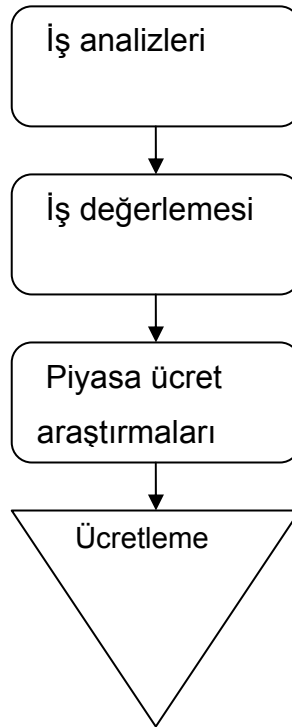 İş analizleri
İş değerlemesi
Piyasa ücret
araştırmaları
Ücretleme